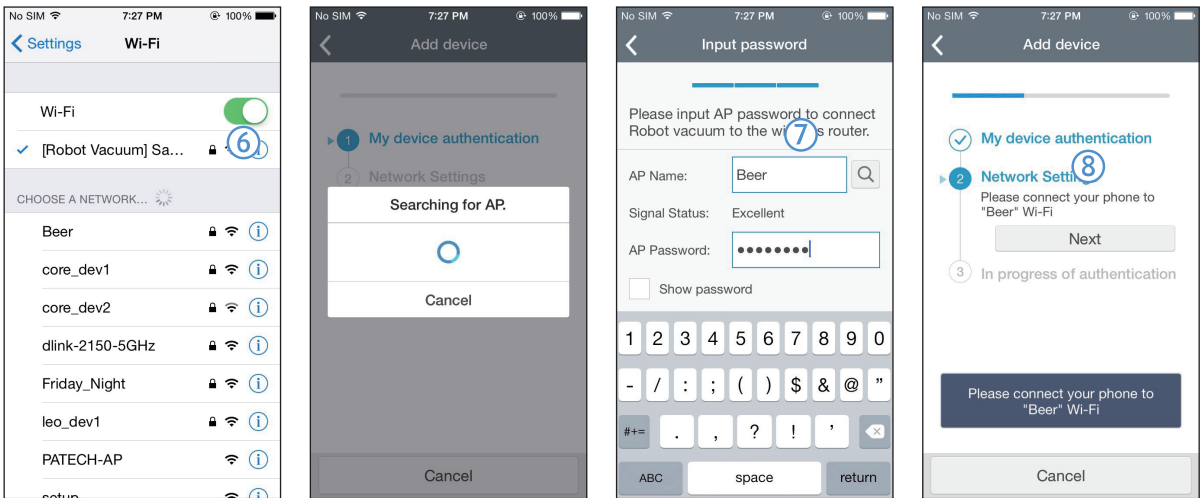 No SIM 7:27 PM 100%
Settings Wi-Fi
Wi-Fi
[Robot Vacuum] Sa...
6
CHOOSE A NETWORK...
Beer
core_dev1
core_dev2
dlink-2150-5GHz
Friday_Night
leo_dev1
PATECH-AP
setup
No SIM 7:27 PM 100%
Add device
1 My device authentication
2 Network Settings
Searching for AP.
Cancel
Cancel
No SIM 7:27 PM 100%
Input password
Please input AP password to connect
Robot vacuum to the wi s router.
7
AP Name: Beer
Signal Status: Excellent
AP Password: ●●●●●●●●
Show password
1 2 3 4 5 6 7 8 9 0
- / : ; ( ) $ & @ "
#+= . , ? ! '
ABC space return
No SIM 7:27 PM 100%
Add device
My device authentication
2 Network Settin
8
Please connect your phone to
"Beer" Wi-Fi
Next
3 In progress of authentication
Please connect your phone to
"Beer" Wi-Fi
Cancel